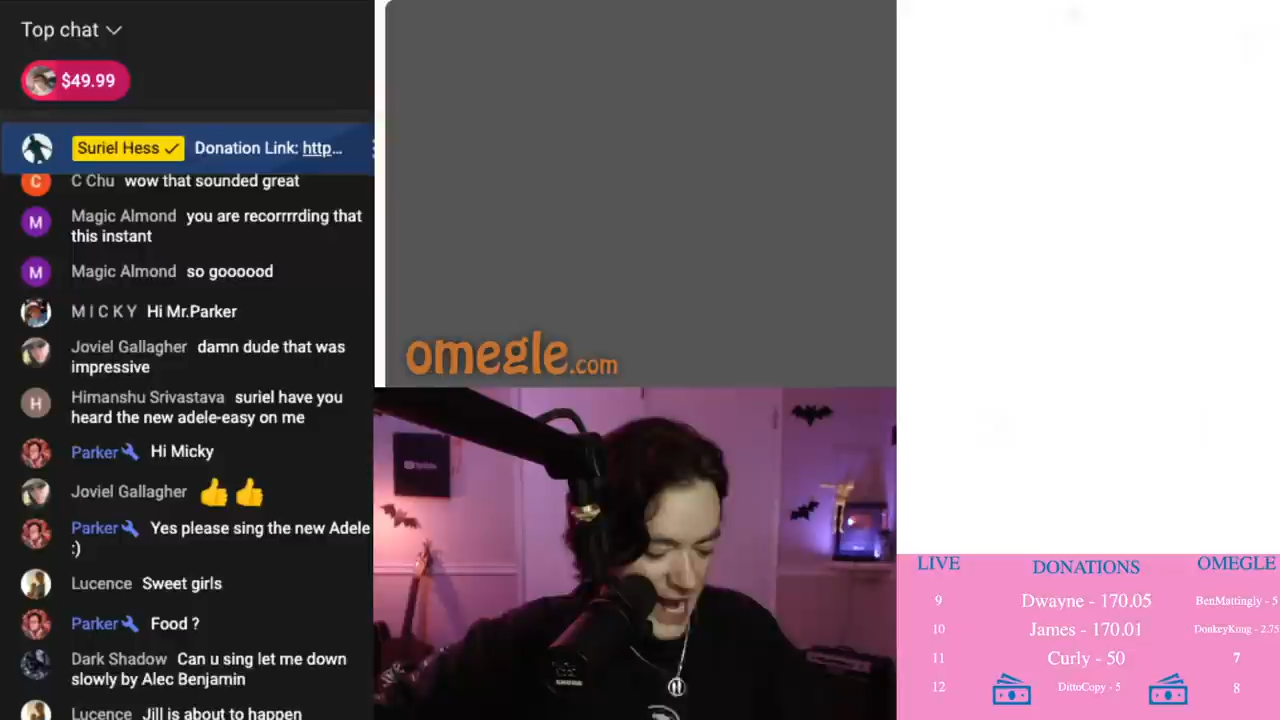 Top chat
$49.99
Suriel Hess Donation Link: http...
C Chu wow that sounded great
Magic Almond you are recorrrrding that
this instant
Magic Almond so goooood
M I C K Y Hi Mr.Parker
Joviel Gallagher damn dude that was
impressive
Himanshu Srivastava suriel have you
heard the new adele-easy on me
Parker Hi Micky
Joviel Gallagher 👍👍
Parker Yes please sing the new Adele
:)
Lucence Sweet girls
Parker Food ?
Dark Shadow Can u sing let me down
slowly by Alec Benjamin
Lucence Jill is about to happen
omegle.com
LIVE DONATIONS OMEGLE
9 Dwayne - 170.05 BenMattingly - 5
10 James - 170.01 DonkeyKong - 2.75
11 Curly - 50 7
12 DittoCopy - 5 8